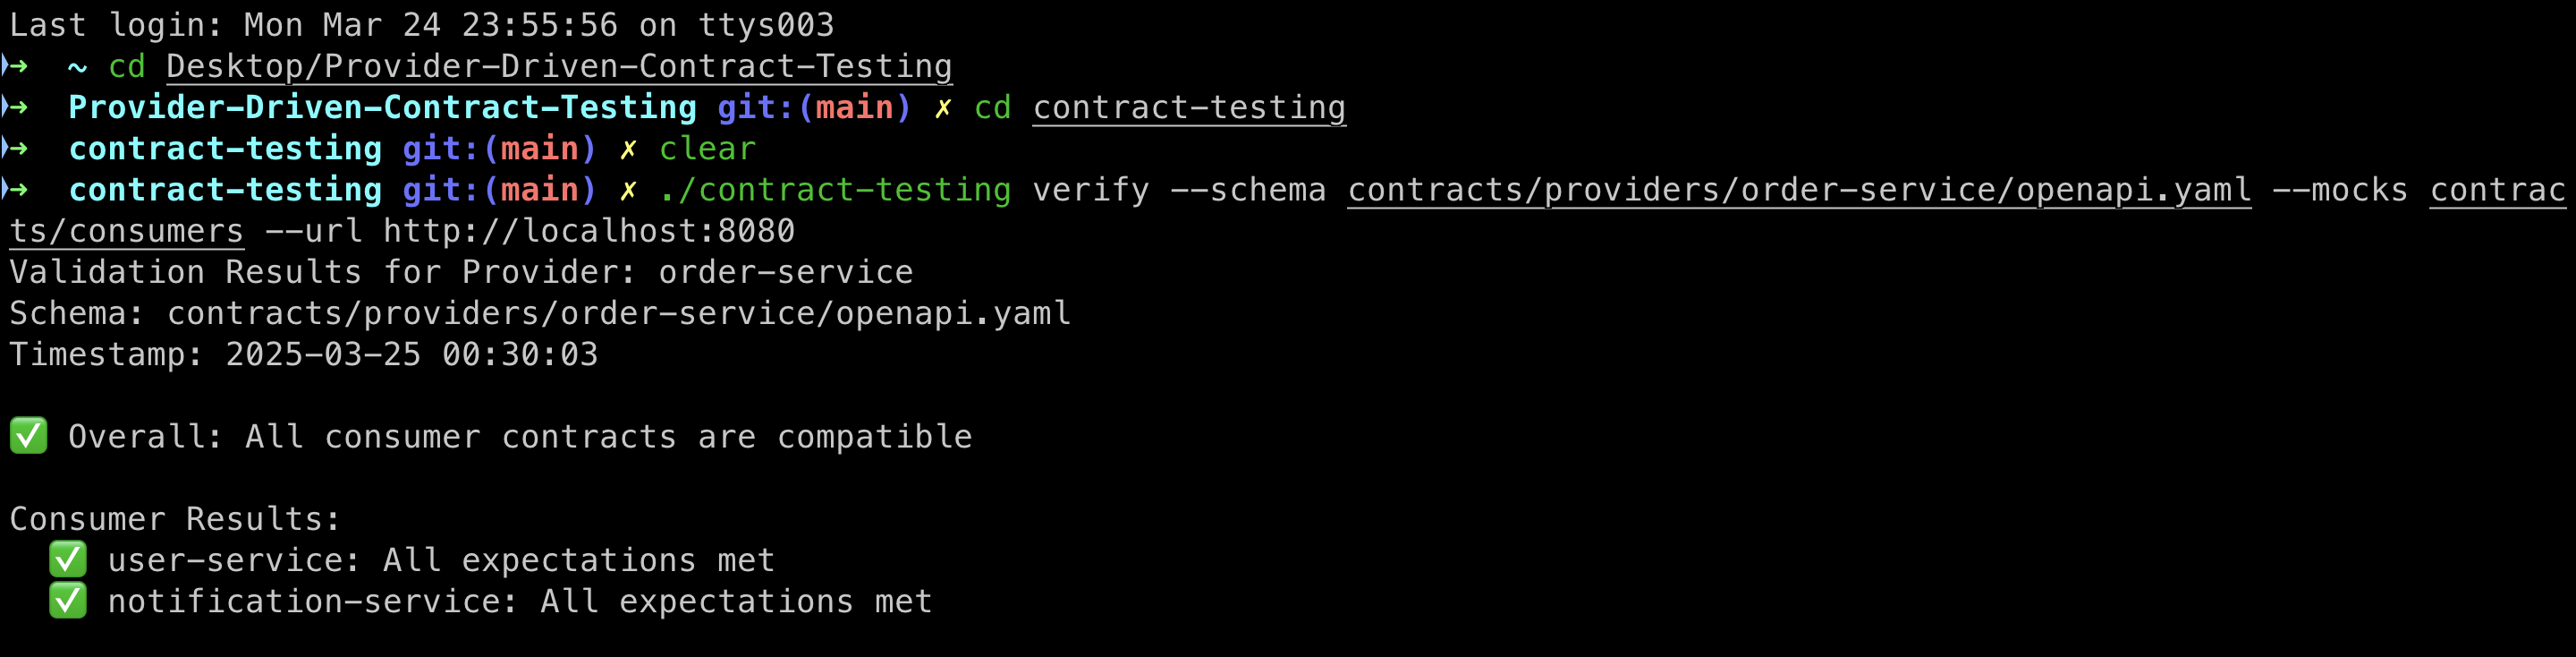 Last login: Mon Mar 24 23:55:56 on ttys003
➜  ~ cd Desktop/Provider-Driven-Contract-Testing
➜  Provider-Driven-Contract-Testing git:(main) ✗ cd contract-testing
➜  contract-testing git:(main) ✗ clear
➜  contract-testing git:(main) ✗ ./contract-testing verify --schema contracts/providers/order-service/openapi.yaml --mocks contrac
ts/consumers --url http://localhost:8080
Validation Results for Provider: order-service
Schema: contracts/providers/order-service/openapi.yaml
Timestamp: 2025-03-25 00:30:03
✅ Overall: All consumer contracts are compatible
Consumer Results:
✅ user-service: All expectations met
✅ notification-service: All expectations met